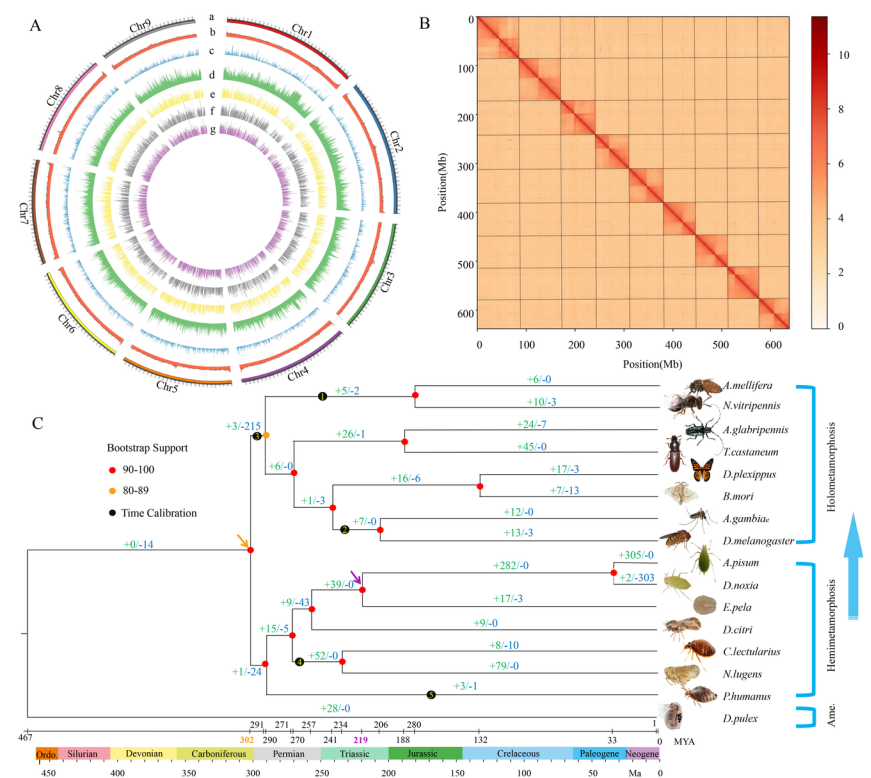 A
a
b
c
d
e
f
g
Chr1
Chr2
Chr3
Chr4
Chr5
Chr6
Chr7
Chr8
Chr9
B
0
100
200
300
400
500
600
Position(Mb)
0 100 200 300 400 500 600
Position(Mb)
10
8
6
4
2
0
C
Bootstrap Support
90-100
80-89
Time Calibration
+0/-14
+3/-215
3
+5/-2
1
+6/-0
+10/-3
+6/-0
+26/-1
+24/-7
+45/-0
+1/-3
+16/-6
+17/-3
+7/-13
+7/-0
2
+12/-0
+13/-3
+1/-24
+15/-5
+9/-43
+39/-0
+282/-0
+305/-0
+2/-303
+17/-3
+9/-0
+52/-0
4
+8/-10
+79/-0
+3/-1
5
+28/-0
A.mellifera
N.vitripennis
A.glabripennis
T.castaneum
D.plexippus
B.mori
A.gambiae
D.melanogaster
A.pisum
D.noxia
E.pela
D.citri
C.lectularius
N.lugens
P.humanus
D.pulex
Holometamorphosis
Hemimetamorphosis
Ame.
291 271 257 234 206 280 1
467 302 290 270 241 219 188 132 33 0 MYA
Ordo. Silurian Devonian Carboniferous Permian Triassic Jurassic Crelaceous Paleogene Neogene
450 400 350 300 250 200 150 100 50 Ma 0